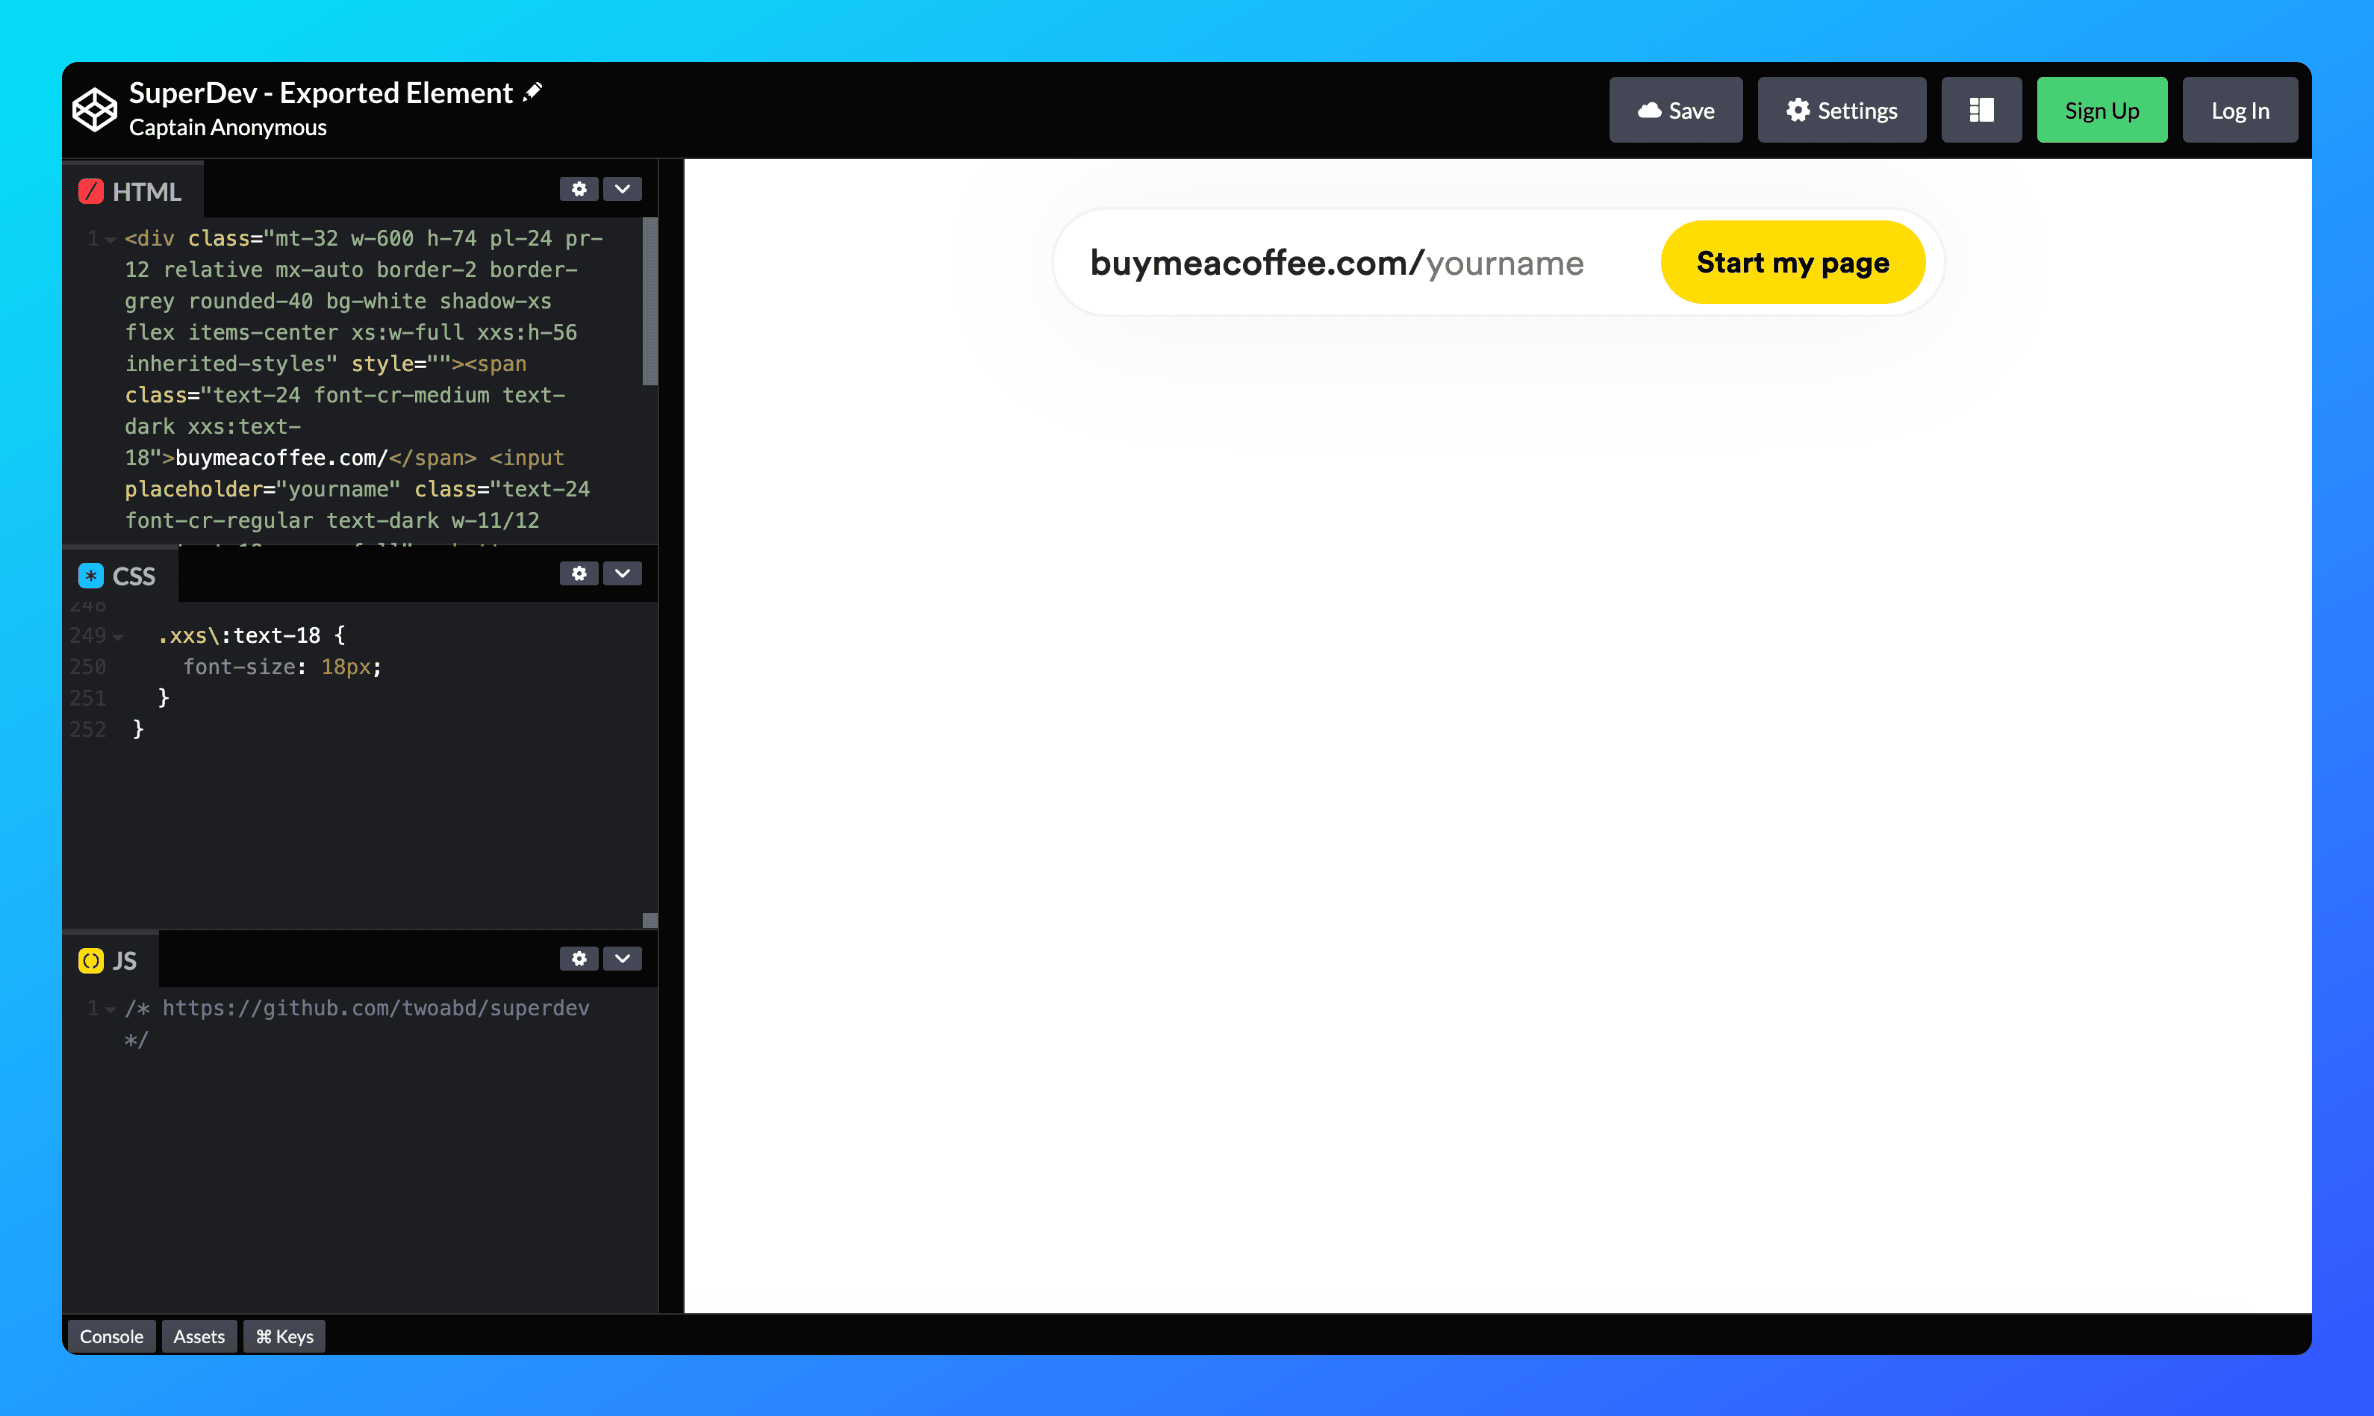 SuperDev - Exported Element
Captain Anonymous
Save
Settings
Sign Up
Log In
HTML
1 <div class="mt-32 w-600 h-74 pl-24 pr-
12 relative mx-auto border-2 border-
grey rounded-40 bg-white shadow-xs
flex items-center xs:w-full xxs:h-56
inherited-styles" style=""><span
class="text-24 font-cr-medium text-
dark xxs:text-
18">buymeacoffee.com/</span> <input
placeholder="yourname" class="text-24
font-cr-regular text-dark w-11/12
CSS
248
249 .xxs\:text-18 {
250 font-size: 18px;
251 }
252 }
JS
1 /* https://github.com/twoabd/superdev
*/
buymeacoffee.com/yourname
Start my page
Console
Assets
⌘ Keys